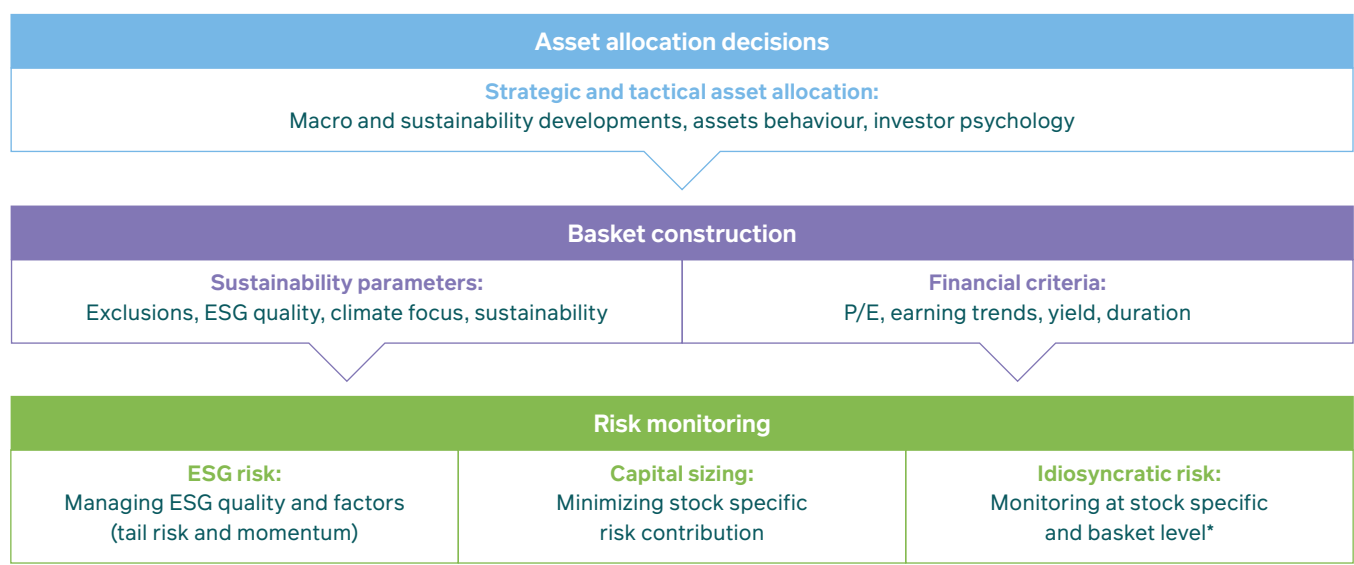 Asset allocation decisions
Strategic and tactical asset allocation:
Macro and sustainability developments, assets behaviour, investor psychology
Basket construction
Sustainability parameters:
Exclusions, ESG quality, climate focus, sustainability
Financial criteria:
P/E, earning trends, yield, duration
Risk monitoring
ESG risk:
Managing ESG quality and factors
(tail risk and momentum)
Capital sizing:
Minimizing stock specific
risk contribution
Idiosyncratic risk:
Monitoring at stock specific
and basket level*